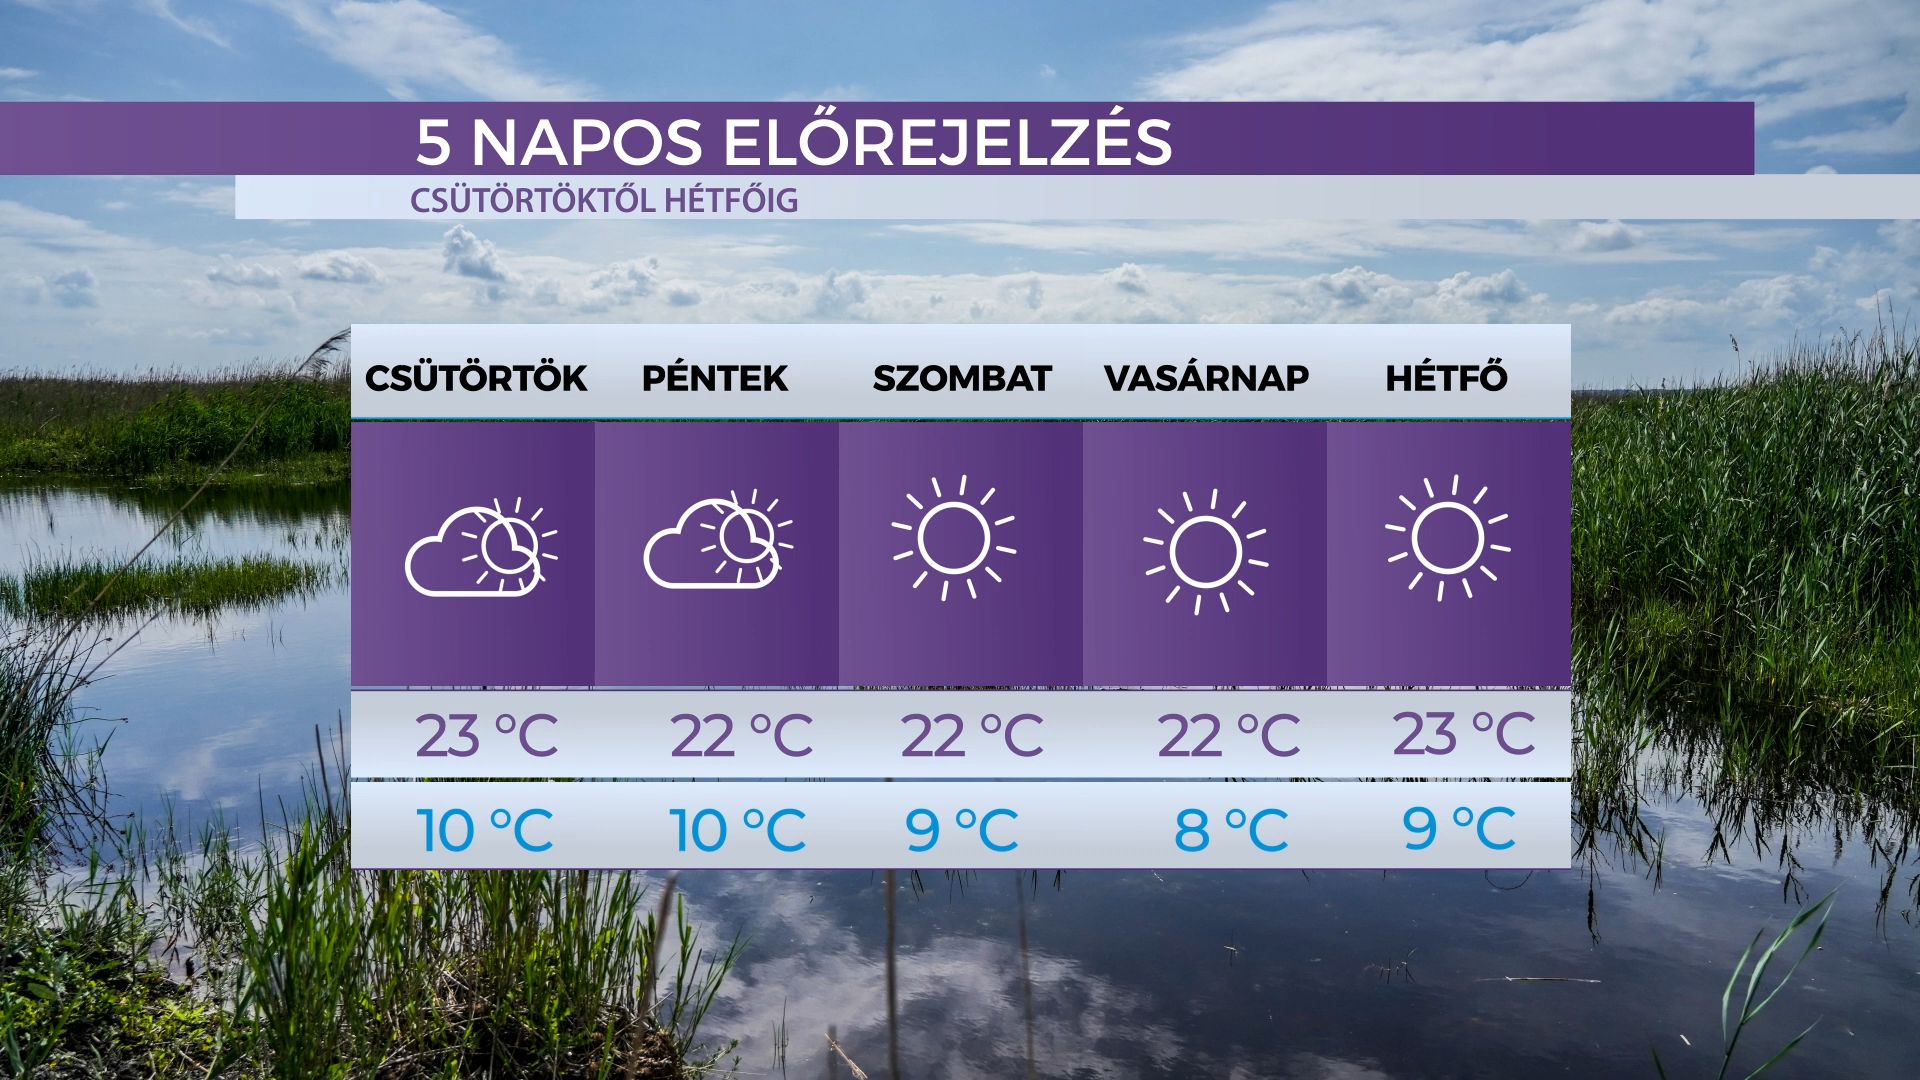 5 NAPOS ELŐREJELZÉS
CSÜTÖRTÖKTŐL HÉTFŐIG
CSÜTÖRTÖK PÉNTEK SZOMBAT VASÁRNAP HÉTFŐ
23 °C 22 °C 22 °C 22 °C 23 °C
10 °C 10 °C 9 °C 8 °C 9 °C